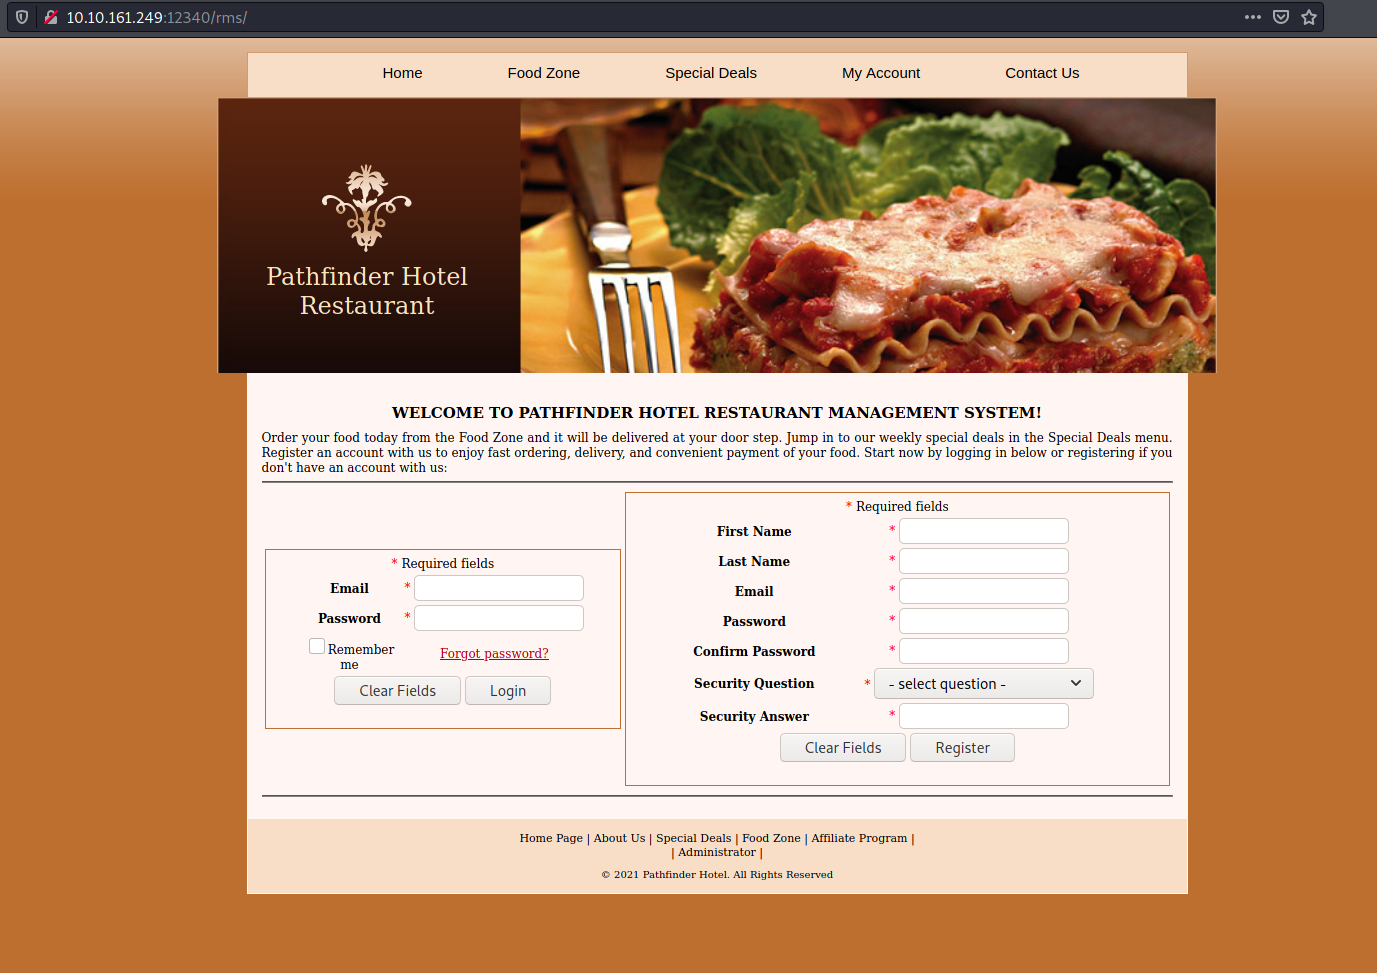 10.10.161.249:12340/rms/
Home Food Zone Special Deals My Account Contact Us
Pathfinder Hotel
Restaurant
WELCOME TO PATHFINDER HOTEL RESTAURANT MANAGEMENT SYSTEM!
Order your food today from the Food Zone and it will be delivered at your door step. Jump in to our weekly special deals in the Special Deals menu.
Register an account with us to enjoy fast ordering, delivery, and convenient payment of your food. Start now by logging in below or registering if you
don't have an account with us:
* Required fields
Email *
Password *
Remember
me
Forgot password?
Clear Fields Login
* Required fields
First Name *
Last Name *
Email *
Password *
Confirm Password *
Security Question * - select question -
Security Answer *
Clear Fields Register
Home Page | About Us | Special Deals | Food Zone | Affiliate Program |
| Administrator |
© 2021 Pathfinder Hotel. All Rights Reserved